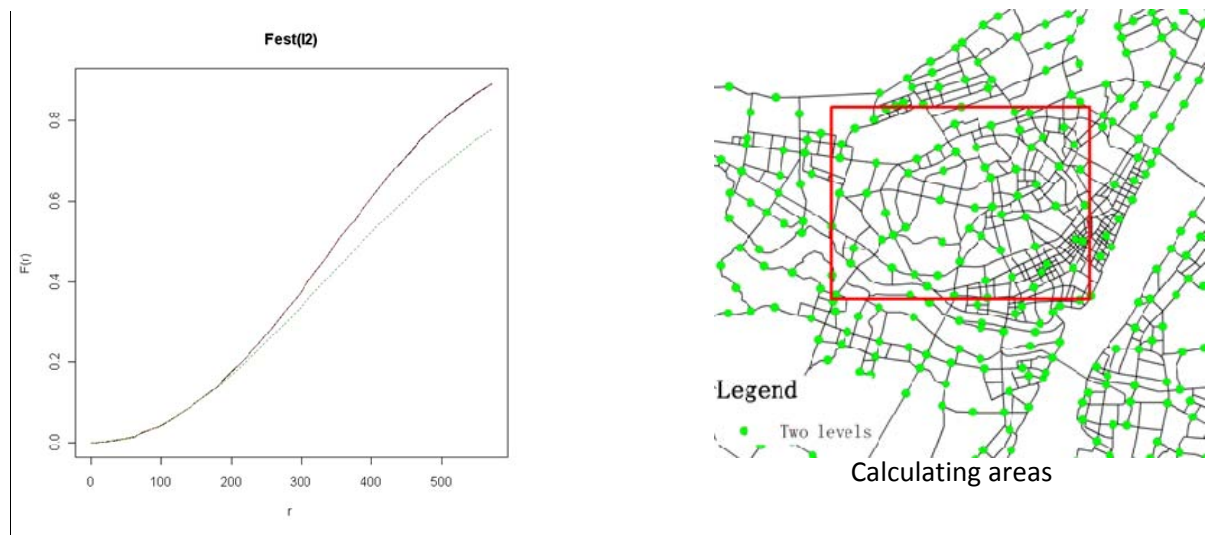 Fest(l2)
0.8
0.6
0.4
0.2
0.0
F(r)
0 100 200 300 400 500
r
Legend
Two levels
Calculating areas